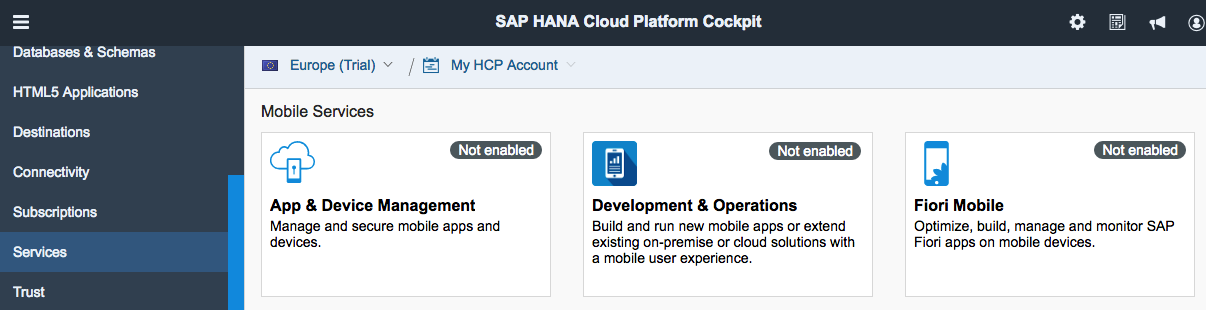 SAP HANA Cloud Platform Cockpit
Databases & Schemas
HTML5 Applications
Destinations
Connectivity
Subscriptions
Services
Trust
Europe (Trial) / My HCP Account
Mobile Services
Not enabled
App & Device Management
Manage and secure mobile apps and
devices.
Not enabled
Development & Operations
Build and run new mobile apps or extend
existing on-premise or cloud solutions with
a mobile user experience.
Not enabled
Fiori Mobile
Optimize, build, manage and monitor SAP
Fiori apps on mobile devices.